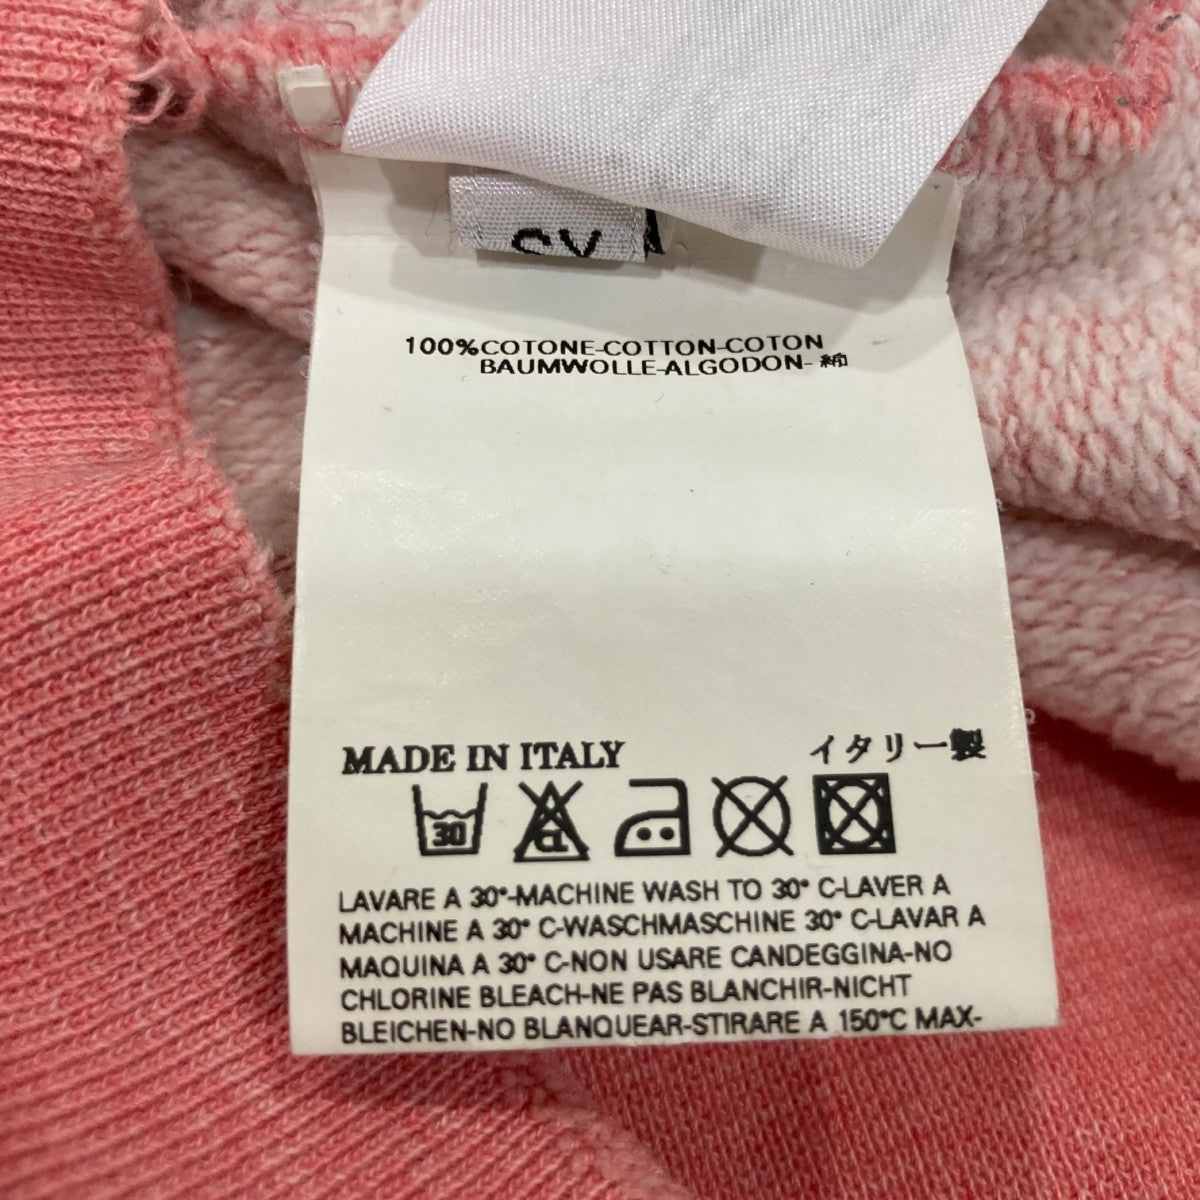 100%COTONE-COTTON-COTON
BAUMWOLLE-ALGODON- 綿
MADE IN ITALY イタリー製
30 CL
LAVARE A 30°-MACHINE WASH TO 30° C-LAVER A
MACHINE A 30° C-WASCHMASCHINE 30° C-LAVAR A
MAQUINA A 30° C-NON USARE CANDEGGINA-NO
CHLORINE BLEACH-NE PAS BLANCHIR-NICHT
BLEICHEN-NO BLANQUEAR-STIRARE A 150°C MAX-